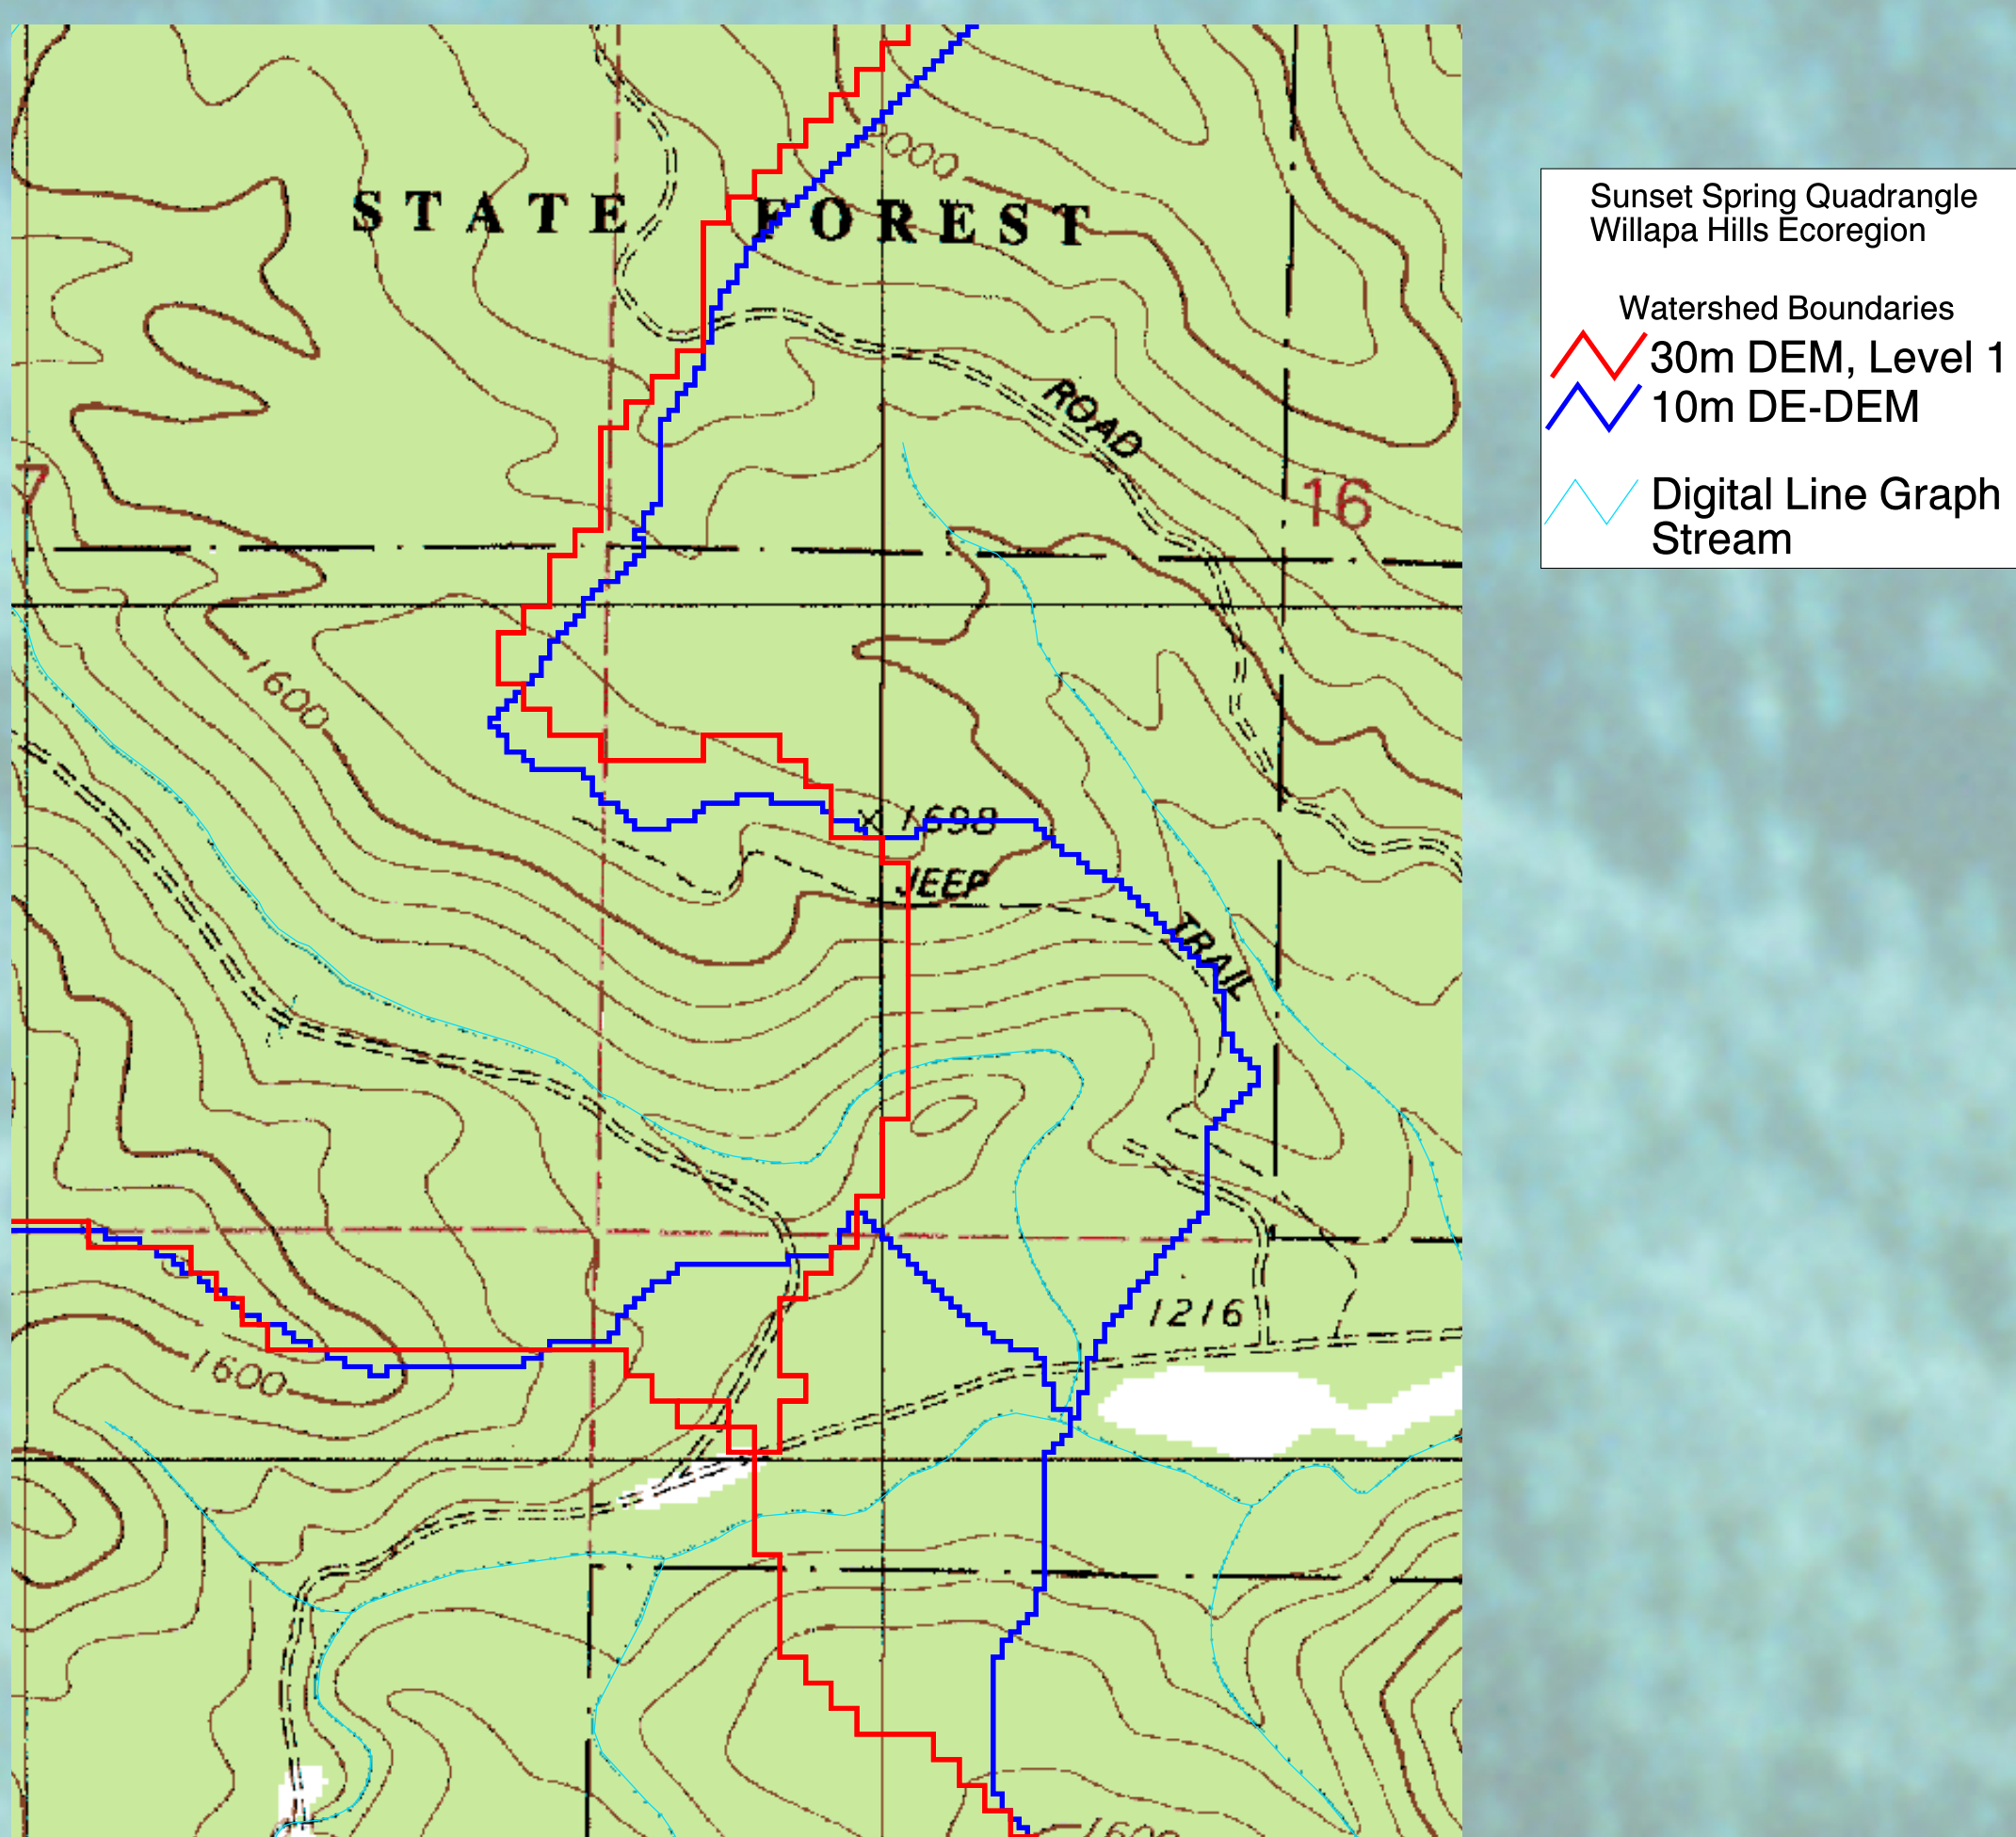 2000
STATE FOREST
ROAD
7
16
1600
x 1698
JEEP
TRAIL
1216
1600
1600
Sunset Spring Quadrangle
Willapa Hills Ecoregion
Watershed Boundaries
30m DEM, Level 1
10m DE-DEM
Digital Line Graph
Stream